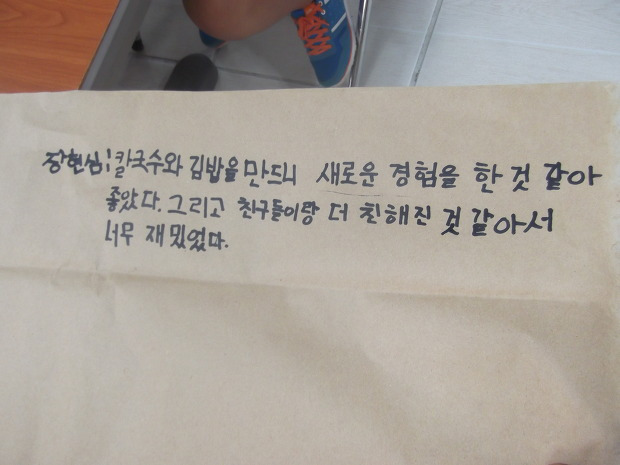 장현심: 칼국수와 김밥을 만드니 새로운 경험을 한 것 같아
좋았다. 그리고 친구들이랑 더 친해진 것 같아서
너무 재밌었다.